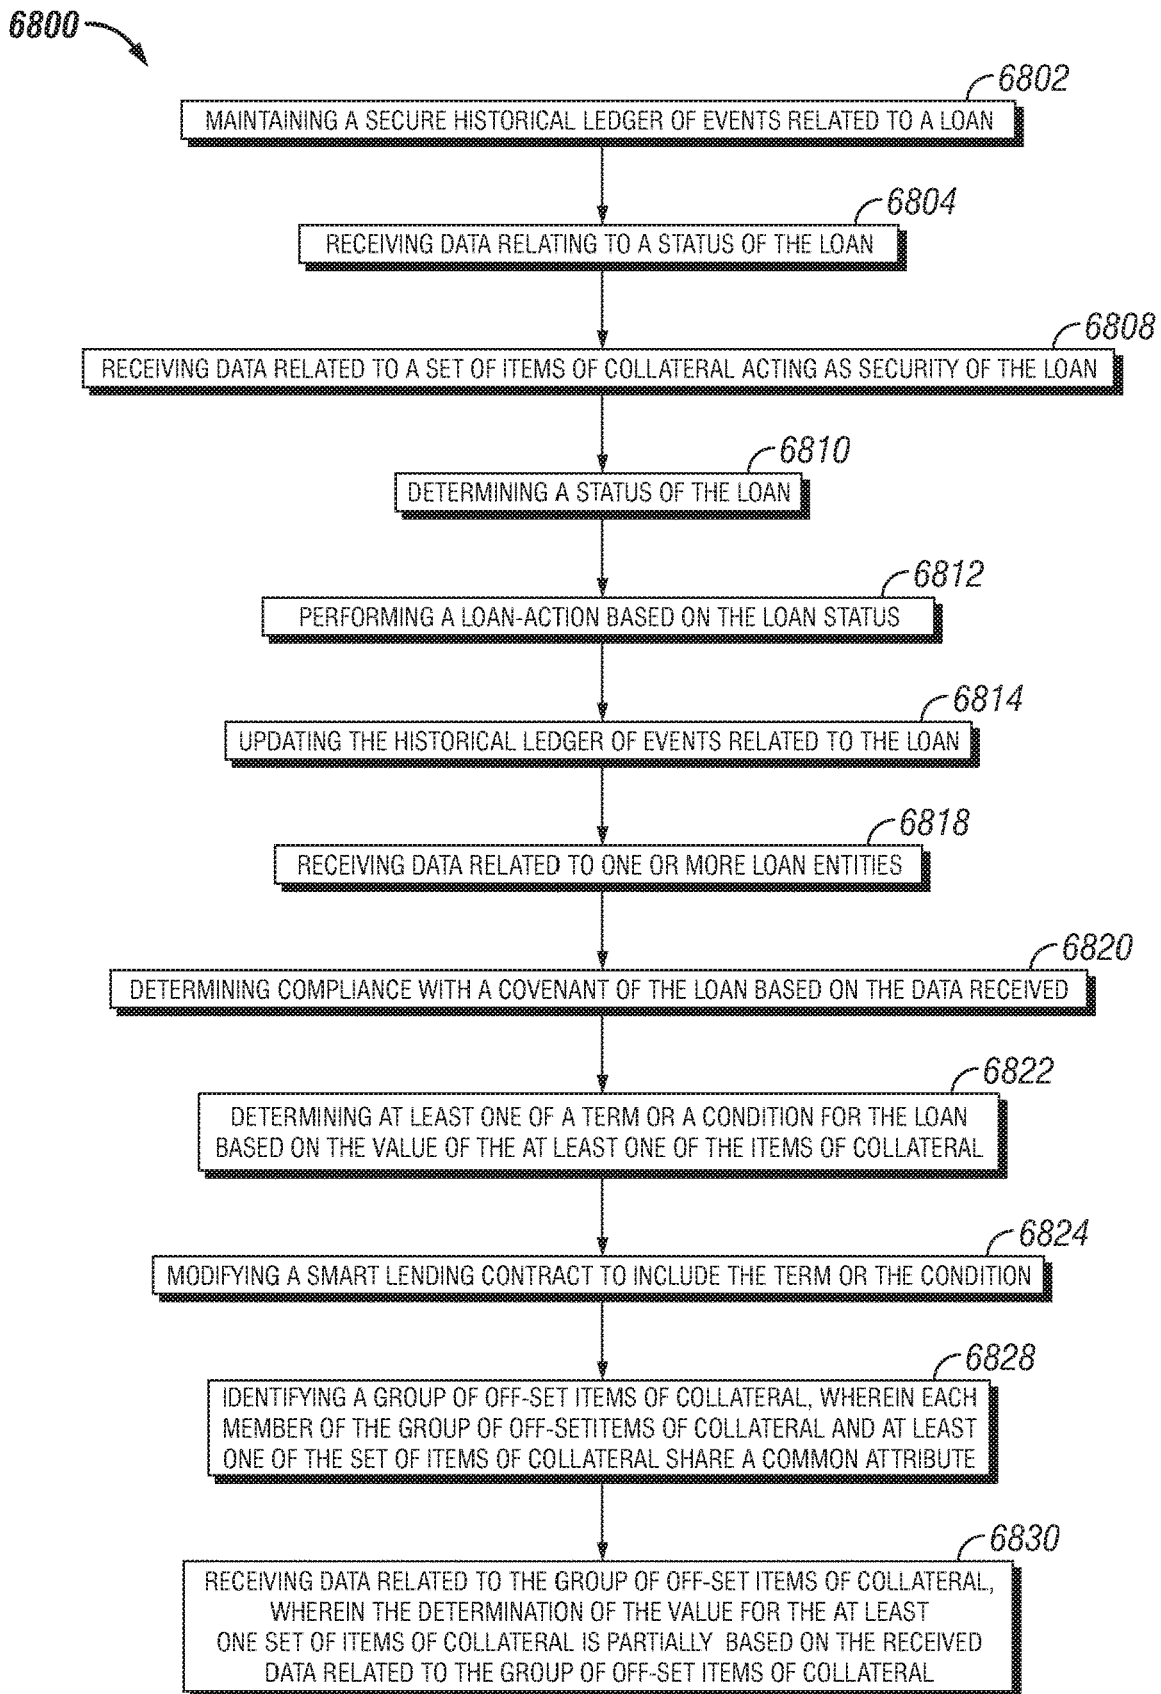 6800
6802
MAINTAINING A SECURE HISTORICAL LEDGER OF EVENTS RELATED TO A LOAN
6804
RECEIVING DATA RELATING TO A STATUS OF THE LOAN
6808
RECEIVING DATA RELATED TO A SET OF ITEMS OF COLLATERAL ACTING AS SECURITY OF THE LOAN
6810
DETERMINING A STATUS OF THE LOAN
6812
PERFORMING A LOAN-ACTION BASED ON THE LOAN STATUS
6814
UPDATING THE HISTORICAL LEDGER OF EVENTS RELATED TO THE LOAN
6818
RECEIVING DATA RELATED TO ONE OR MORE LOAN ENTITIES
6820
DETERMINING COMPLIANCE WITH A COVENANT OF THE LOAN BASED ON THE DATA RECEIVED
6822
DETERMINING AT LEAST ONE OF A TERM OR A CONDITION FOR THE LOAN
BASED ON THE VALUE OF THE AT LEAST ONE OF THE ITEMS OF COLLATERAL
6824
MODIFYING A SMART LENDING CONTRACT TO INCLUDE THE TERM OR THE CONDITION
6828
IDENTIFYING A GROUP OF OFF-SET ITEMS OF COLLATERAL, WHEREIN EACH
MEMBER OF THE GROUP OF OFF-SETITEMS OF COLLATERAL AND AT LEAST
ONE OF THE SET OF ITEMS OF COLLATERAL SHARE A COMMON ATTRIBUTE
6830
RECEIVING DATA RELATED TO THE GROUP OF OFF-SET ITEMS OF COLLATERAL,
WHEREIN THE DETERMINATION OF THE VALUE FOR THE AT LEAST
ONE SET OF ITEMS OF COLLATERAL IS PARTIALLY BASED ON THE RECEIVED
DATA RELATED TO THE GROUP OF OFF-SET ITEMS OF COLLATERAL